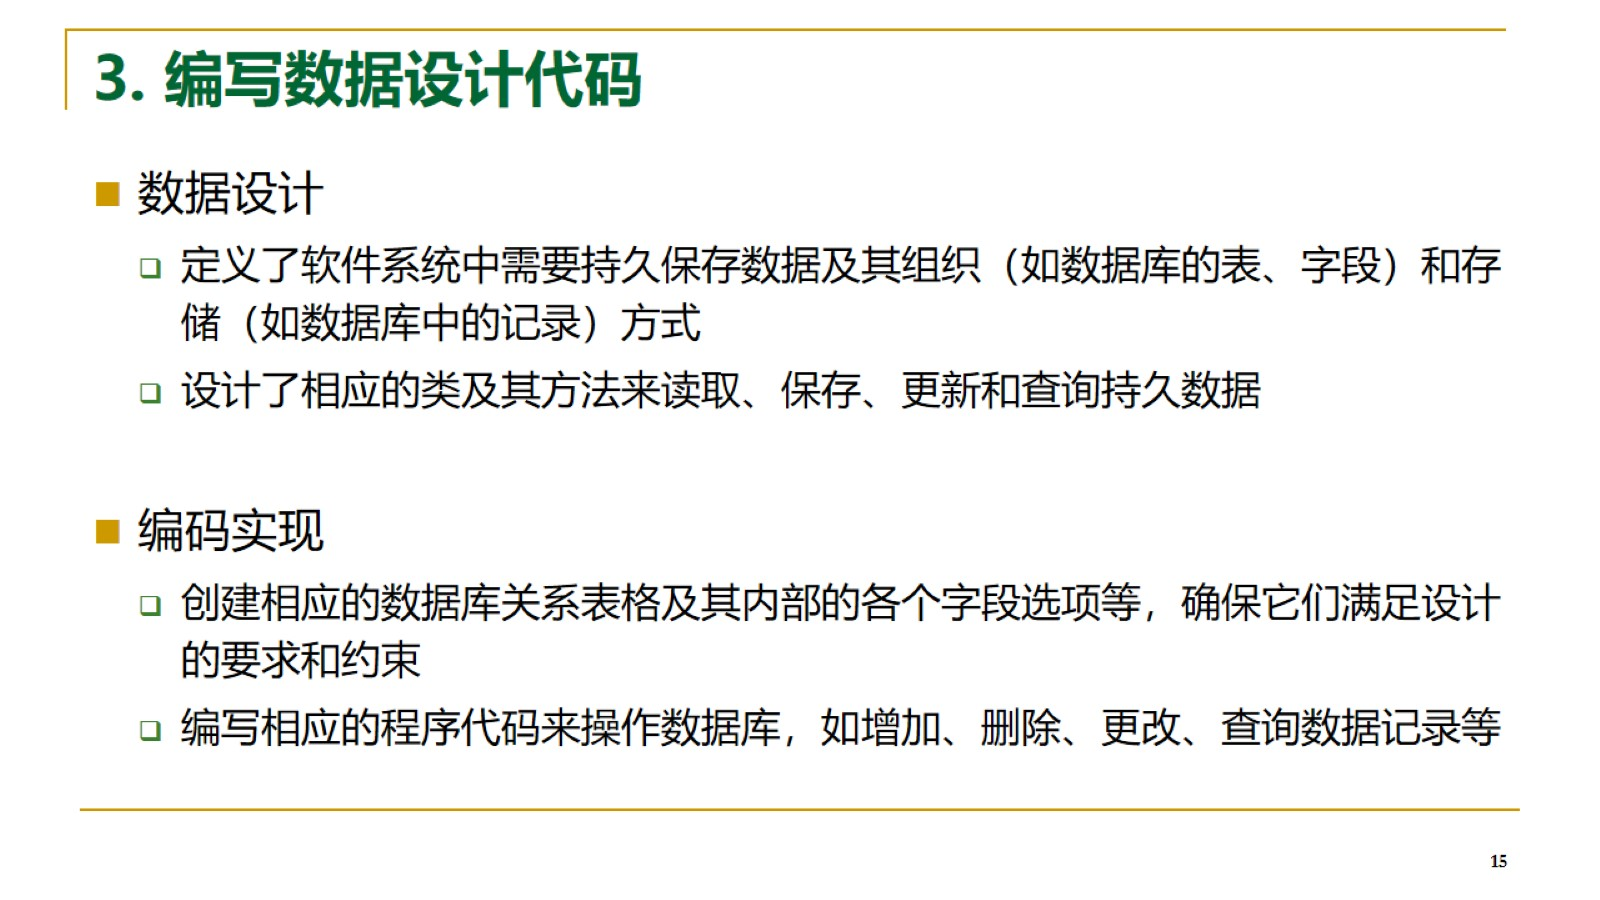 3. 编写数据设计代码
数据设计
定义了软件系统中需要持久保存数据及其组织（如数据库的表、字段）和存
储（如数据库中的记录）方式
设计了相应的类及其方法来读取、保存、更新和查询持久数据
编码实现
创建相应的数据库关系表格及其内部的各个字段选项等，确保它们满足设计
的要求和约束
编写相应的程序代码来操作数据库，如增加、删除、更改、查询数据记录等
15